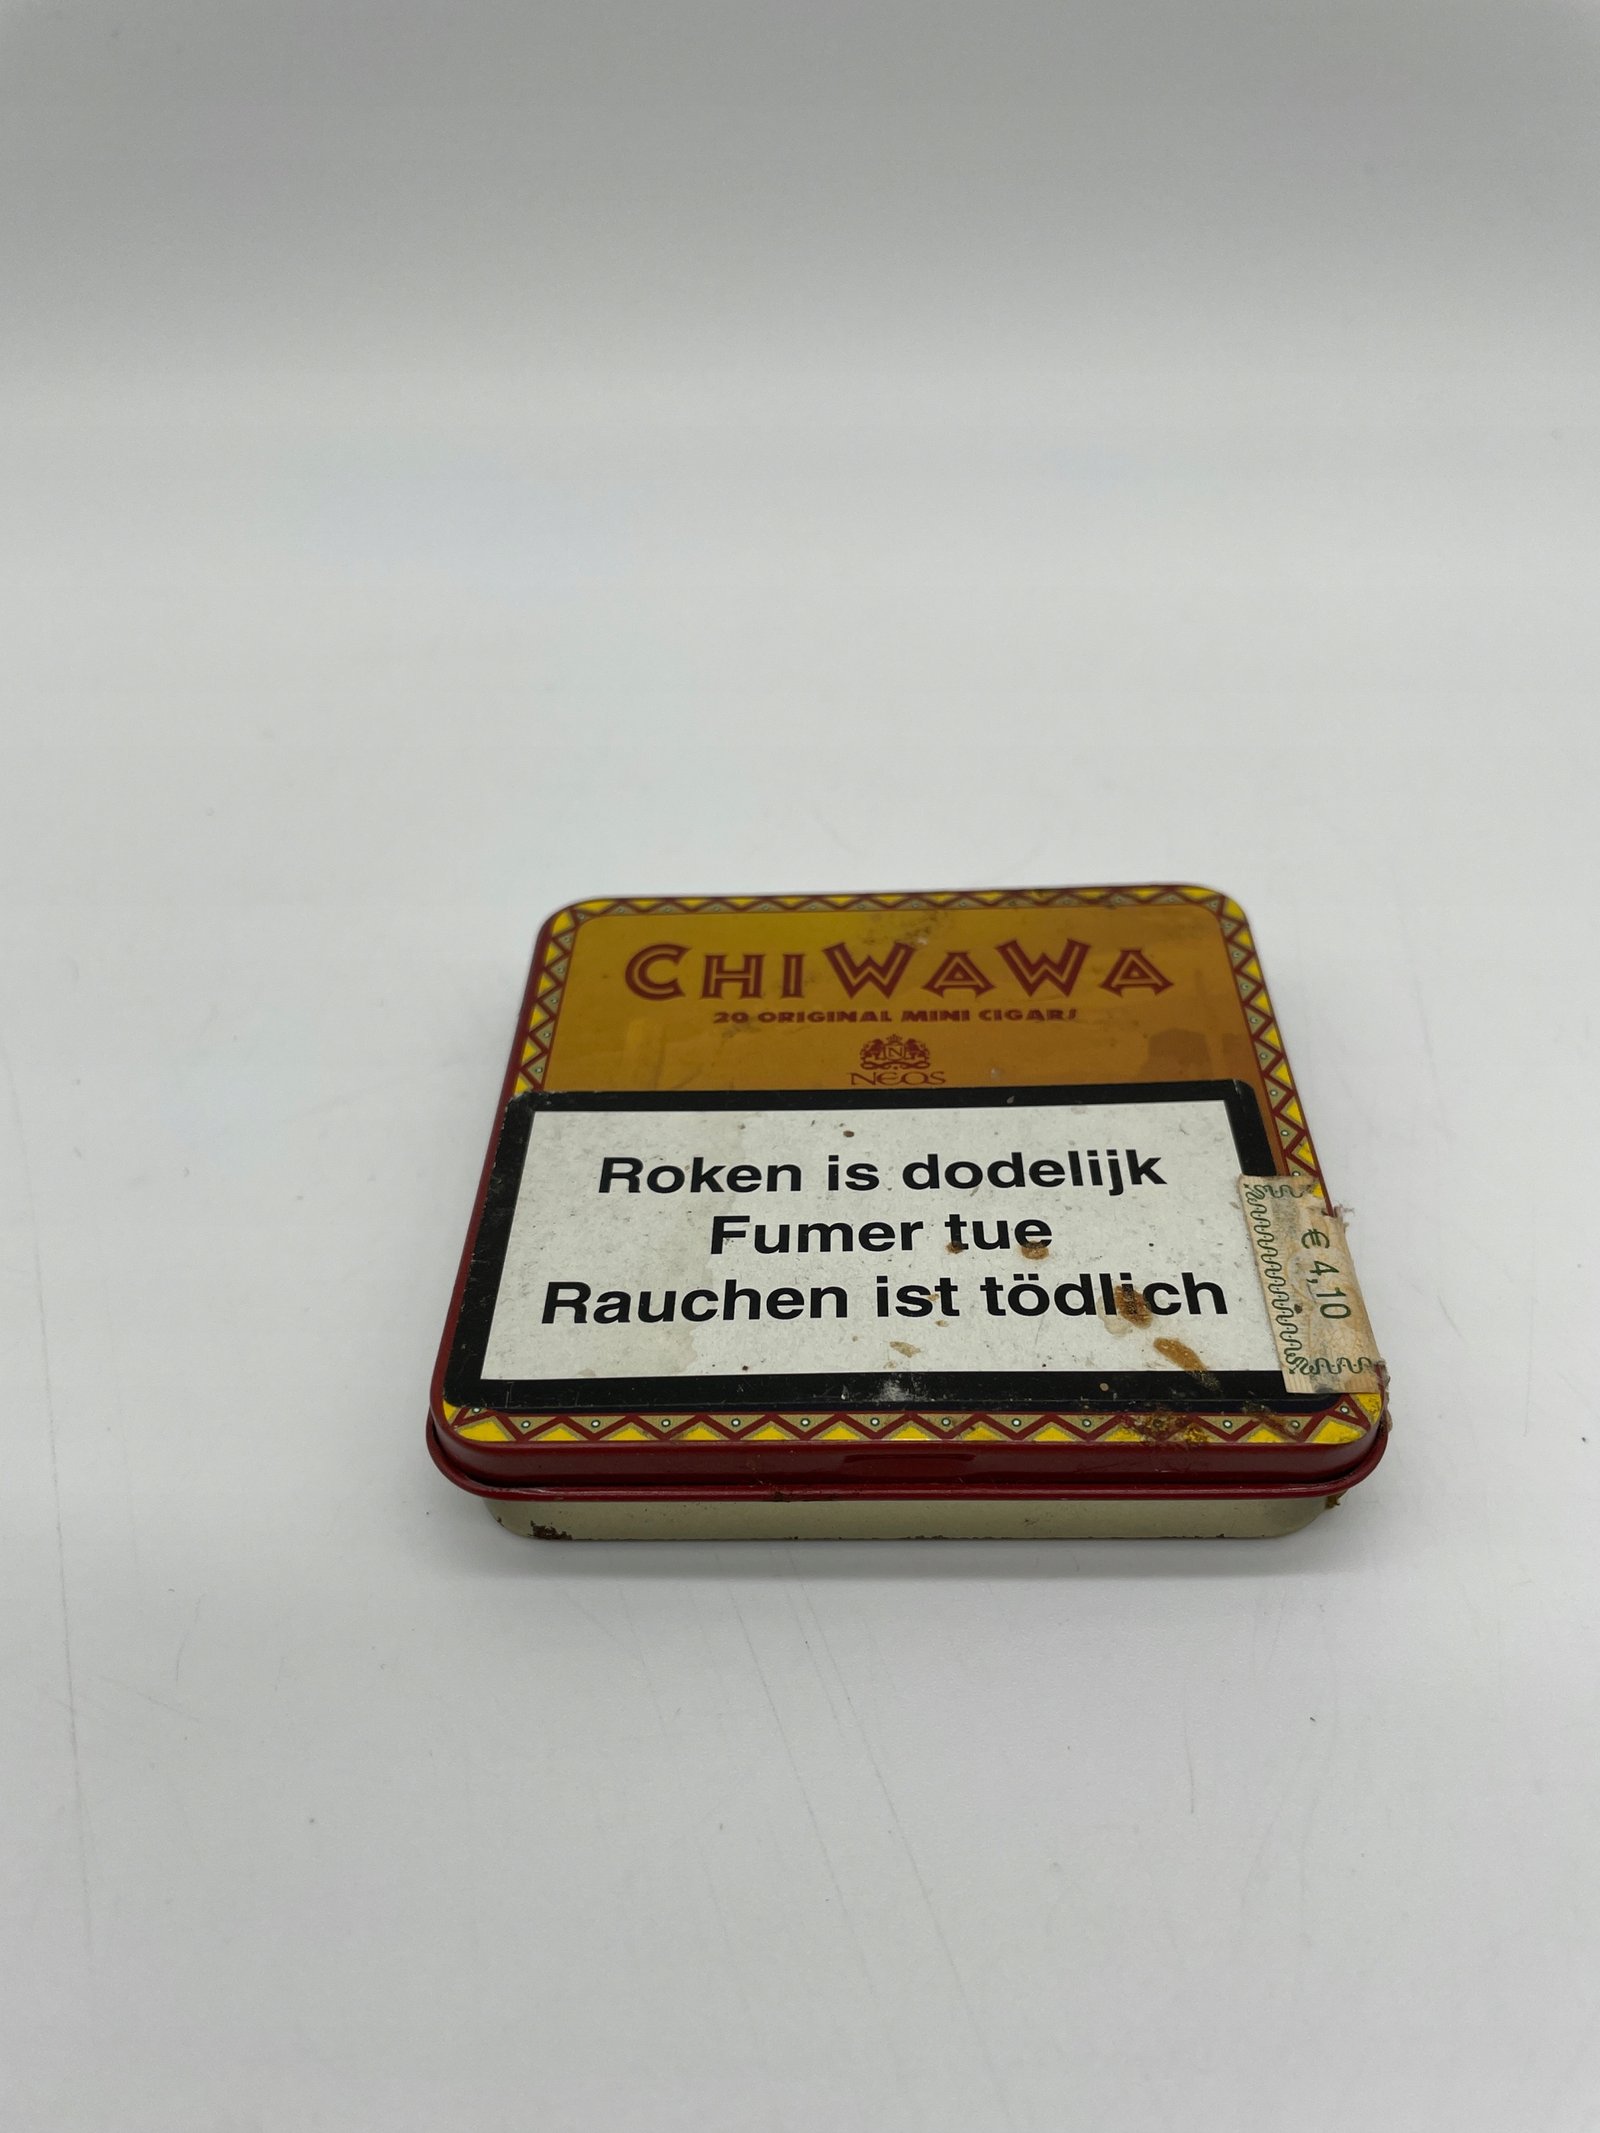 CHIWAWA
20 ORIGINAL MINI CIGARS
N
NEOS
Roken is dodelijk
Fumer tue
Rauchen ist tödlich
€ 4,10